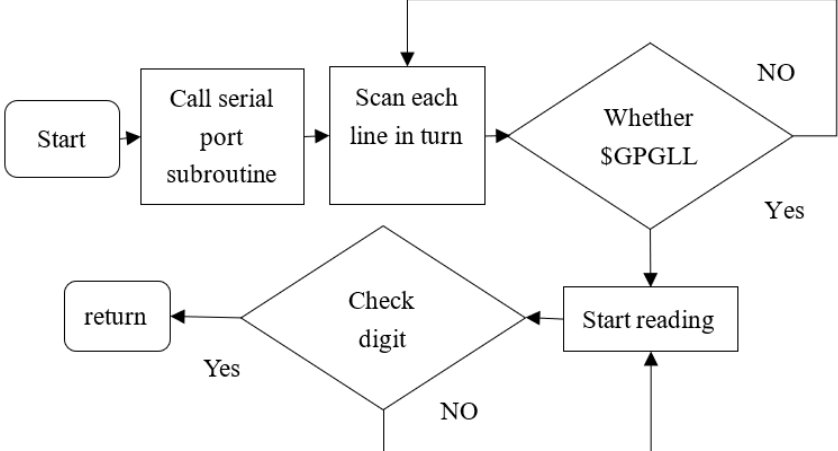 Start
Call serial
port
subroutine
Scan each
line in turn
Whether
$GPGLL
NO
Yes
Start reading
Check
digit
NO
Yes
return